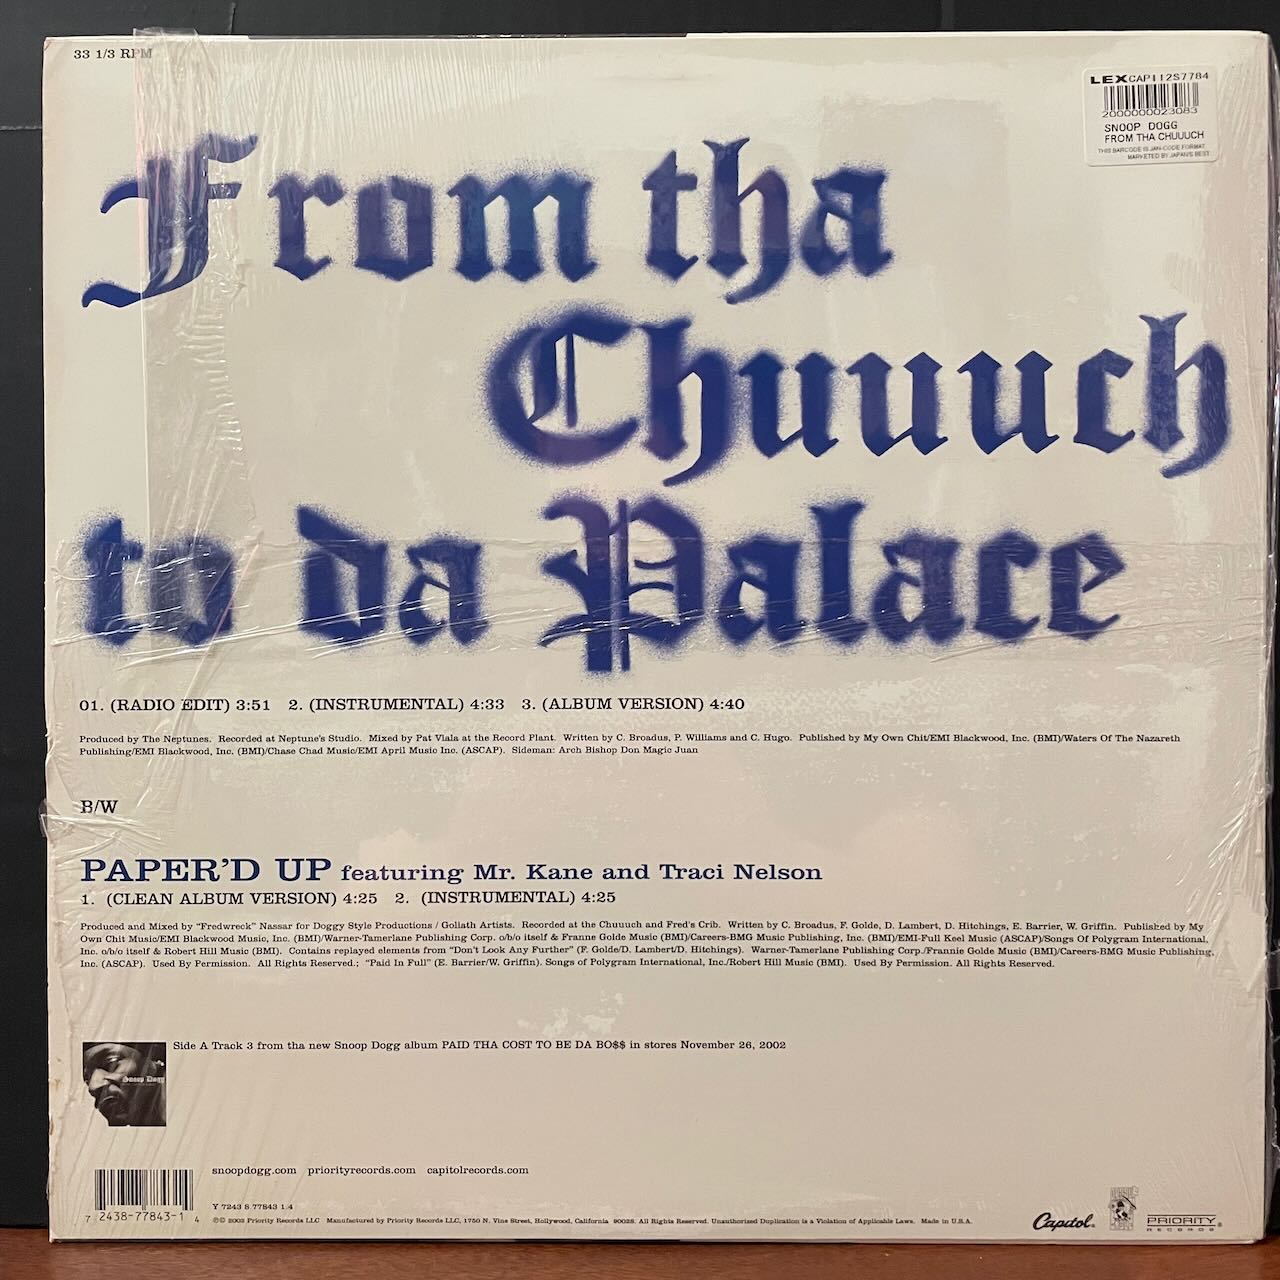 33 1/3 RPM
LEX CAP112S7784
2000000023083
SNOOP DOGG
FROM THA CHUUUCH
THIS BARCODE IS JAN-CODE FORMAT
MARKETED BY JAPAN'S BEST
From tha
Chuuuch
to da Palace
01. (RADIO EDIT) 3:51 2. (INSTRUMENTAL) 4:33 3. (ALBUM VERSION) 4:40
Produced by The Neptunes. Recorded at Neptune's Studio. Mixed by Pat Viala at the Record Plant. Written by C. Broadus, P. Williams and C. Hugo. Published by My Own Chit/EMI Blackwood, Inc. (BMI)/Waters Of The Nazareth
Publishing/EMI Blackwood, Inc. (BMI)/Chase Chad Music/EMI April Music Inc. (ASCAP). Sideman: Arch Bishop Don Magic Juan
B/W
PAPER'D UP featuring Mr. Kane and Traci Nelson
1. (CLEAN ALBUM VERSION) 4:25 2. (INSTRUMENTAL) 4:25
Produced and Mixed by "Fredwreck" Nassar for Doggy Style Productions / Goliath Artists. Recorded at the Chuuuch and Fred's Crib. Written by C. Broadus, F. Golde, D. Lambert, D. Hitchings, E. Barrier, W. Griffin. Published by My
Own Chit Music/EMI Blackwood Music, Inc. (BMI)/Warner-Tamerlane Publishing Corp. o/b/o itself & Franne Golde Music (BMI)/Careers-BMG Music Publishing, Inc. (BMI)/EMI-Full Keel Music (ASCAP)/Songs Of Polygram International,
Inc. o/b/o itself & Robert Hill Music (BMI). Contains replayed elements from "Don't Look Any Further" (F. Golde/D. Lambert/D. Hitchings). Warner-Tamerlane Publishing Corp./Frannie Golde Music (BMI)/Careers-BMG Music Publishing,
Inc. (ASCAP). Used By Permission. All Rights Reserved.; "Paid In Full" (E. Barrier/W. Griffin). Songs of Polygram International, Inc./Robert Hill Music (BMI). Used By Permission. All Rights Reserved.
Side A Track 3 from tha new Snoop Dogg album PAID THA COST TO BE DA BO$$ in stores November 26, 2002
Snoop Dogg
snoopdogg.com priorityrecords.com capitolrecords.com
7 2438-77843-1 4
Y 7243 8 77843 1 4
℗© 2002 Priority Records LLC Manufactured by Priority Records LLC, 1750 N. Vine Street, Hollywood, California 90028. All Rights Reserved. Unauthorized Duplication is a Violation of Applicable Laws. Made in U.S.A.
Capitol
PRIORITY
RECORDS